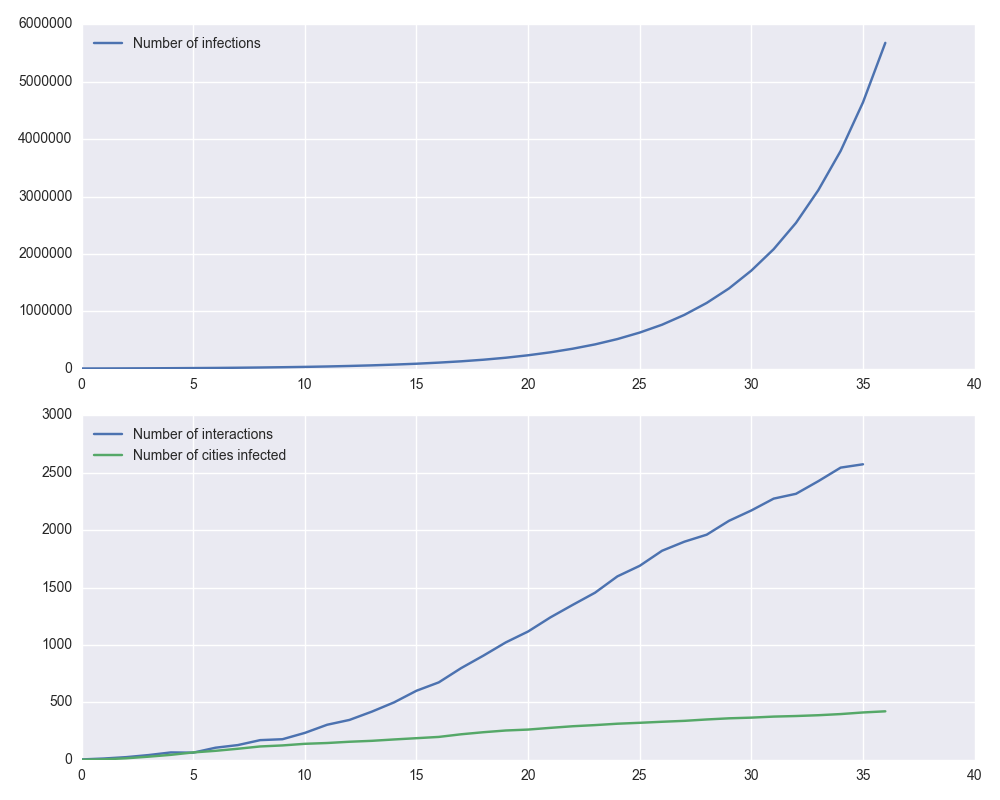 6000000
Number of infections
5000000
4000000
3000000
2000000
1000000
0
0 5 10 15 20 25 30 35 40
3000
Number of interactions
Number of cities infected
2500
2000
1500
1000
500
0
0 5 10 15 20 25 30 35 40